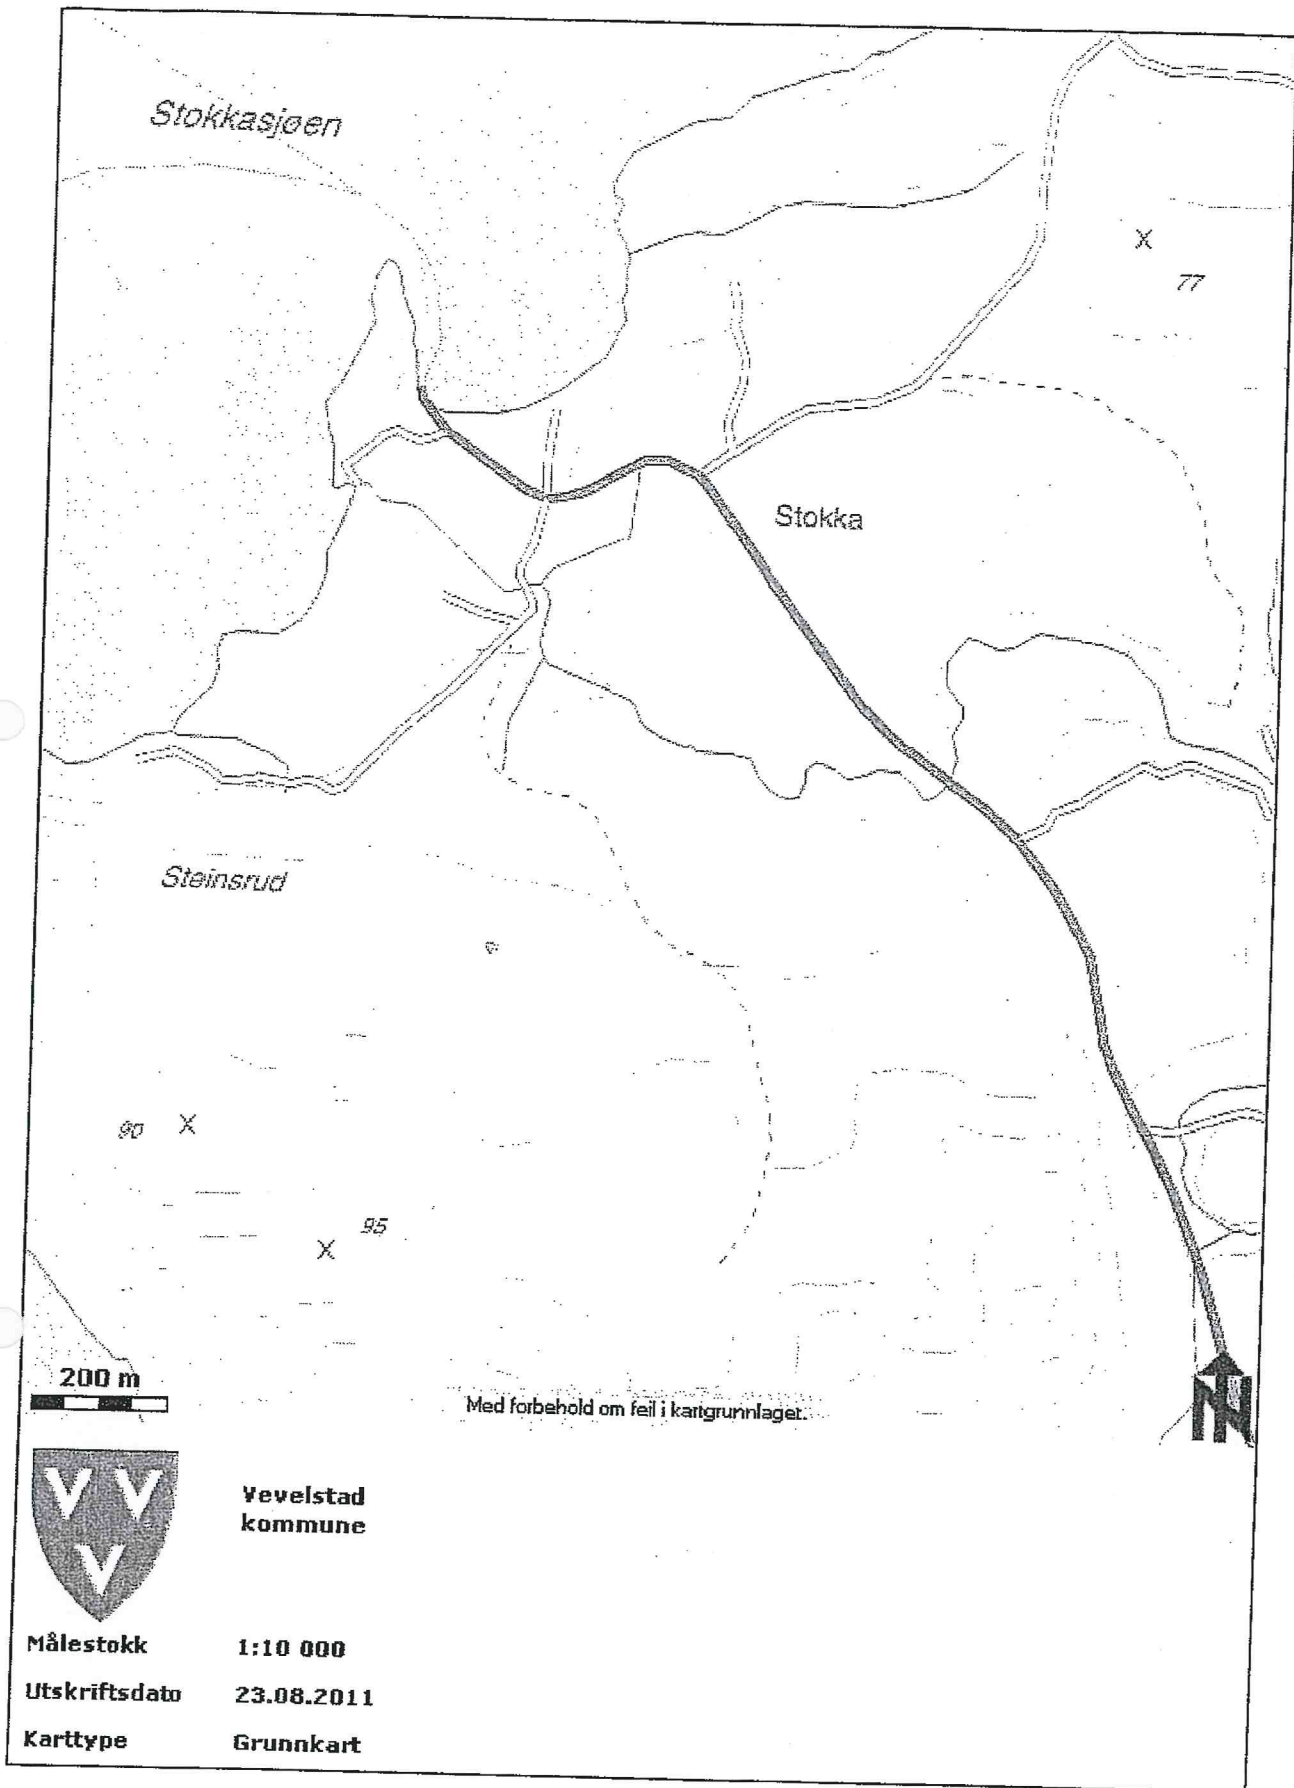 Stokkasjøen
77
Stokka
Steinsrud
90
95
200 m
Med forbehold om feil i kartgrunnlaget.
N
V V
V
Vevelstad
kommune
Målestokk 1:10 000
Utskriftsdato 23.08.2011
Karttype Grunnkart